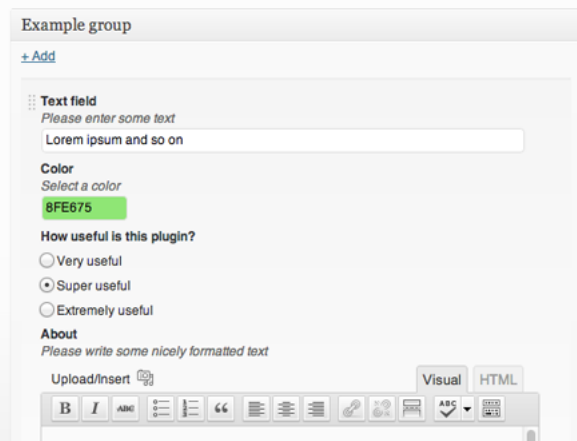 Example group
+ Add
Text field
Please enter some text
Lorem ipsum and so on
Color
Select a color
8FE675
How useful is this plugin?
Very useful
Super useful
Extremely useful
About
Please write some nicely formatted text
Upload/Insert Visual HTML
B I ABC ABC